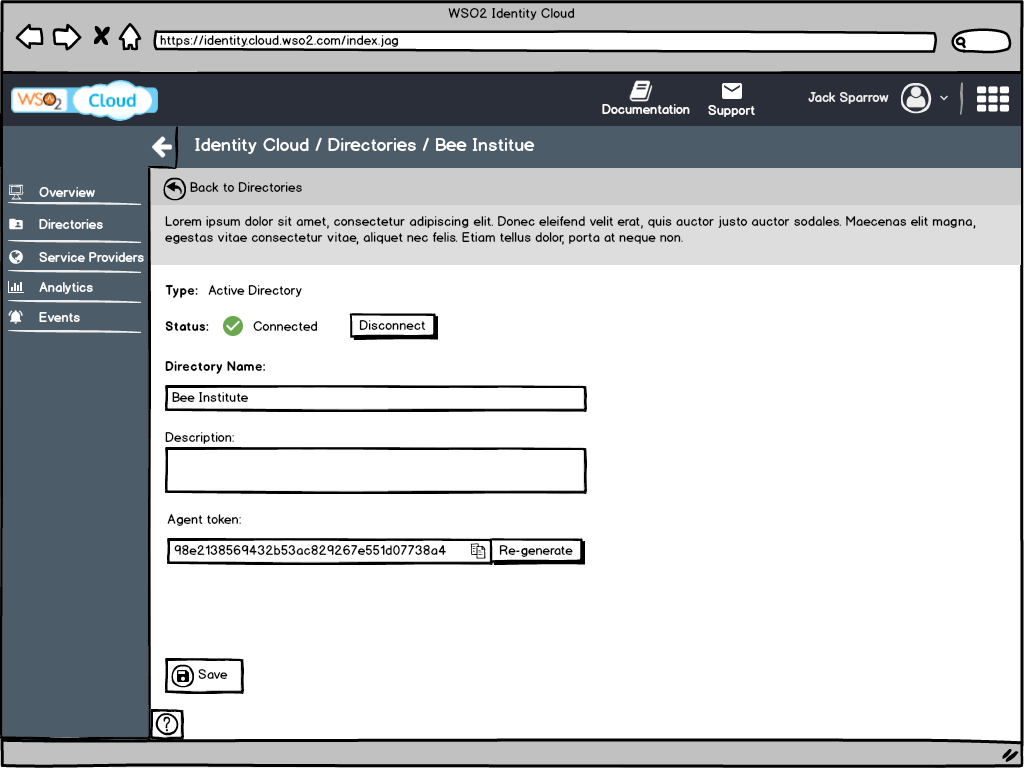 WSO2 Identity Cloud
https://identity.cloud.wso2.com/index.jag
WSO2 Cloud
Documentation
Support
Jack Sparrow
Identity Cloud / Directories / Bee Institue
Overview
Directories
Service Providers
Analytics
Events
Back to Directories
Lorem ipsum dolor sit amet, consectetur adipiscing elit. Donec eleifend velit erat, quis auctor justo auctor sodales. Maecenas elit magna,
egestas vitae consectetur vitae, aliquet nec felis. Etiam tellus dolor, porta at neque non.
Type: Active Directory
Status: Connected Disconnect
Directory Name:
Bee Institute
Description:
Agent token:
98e2138569432b53ac829267e551d07738a4 Re-generate
Save
?